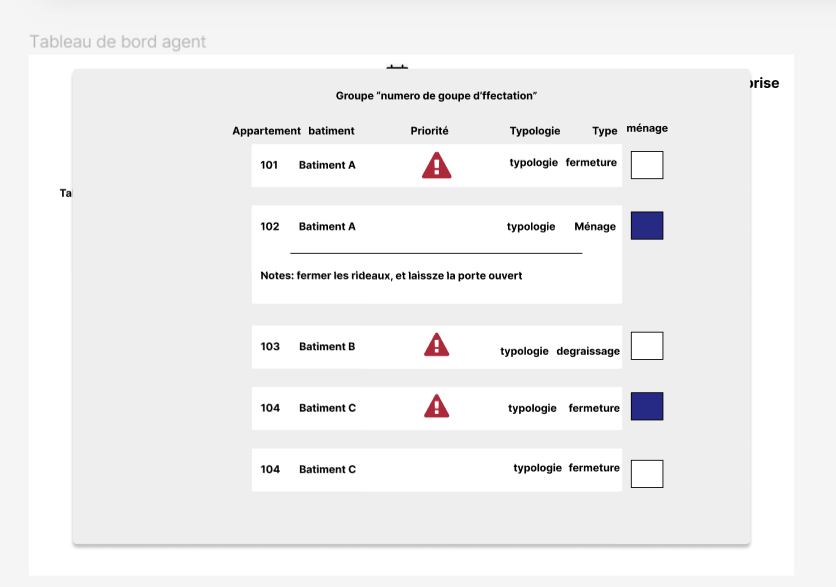 Tableau de bord agent
orise
Groupe "numero de goupe d'ffectation"
Appartement batiment Priorité Typologie Type ménage
101 Batiment A typologie fermeture
Ta
102 Batiment A typologie Ménage
Notes: fermer les rideaux, et laissze la porte ouvert
103 Batiment B typologie degraissage
104 Batiment C typologie fermeture
104 Batiment C typologie fermeture